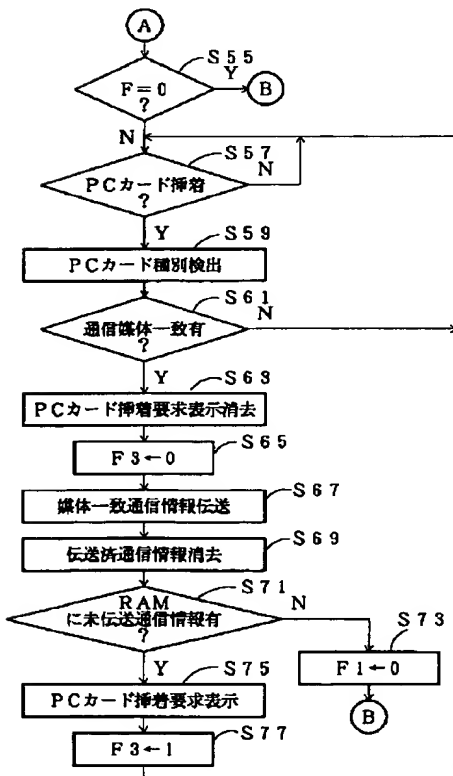 A
S55
F=0
?
Y
B
N
S57
PCカード挿着
?
N
Y
S59
PCカード種別検出
S61
通信媒体一致有
?
N
Y
S63
PCカード挿着要求表示消去
S65
F3←0
S67
媒体一致通信情報伝送
S69
伝送済通信情報消去
S71
RAM
に未伝送通信情報有
?
N
S73
F1←0
B
Y
S75
PCカード挿着要求表示
S77
F3←1